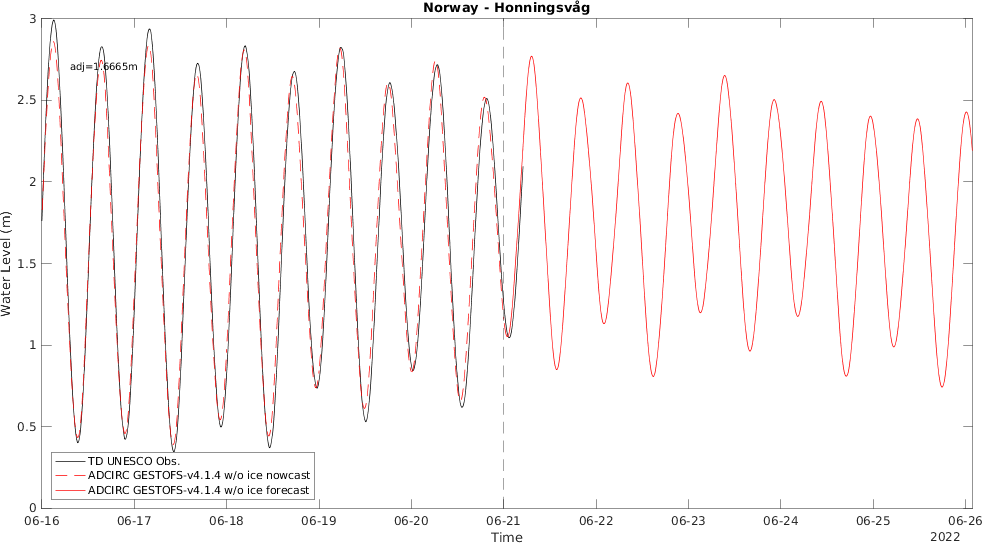 Norway - Honningsvåg
3
adj=1.6665m
2.5
2
1.5
1
0.5
0
Water Level (m)
TD UNESCO Obs.
ADCIRC GESTOFS-v4.1.4 w/o ice nowcast
ADCIRC GESTOFS-v4.1.4 w/o ice forecast
06-16 06-17 06-18 06-19 06-20 06-21 06-22 06-23 06-24 06-25 06-26
Time
2022